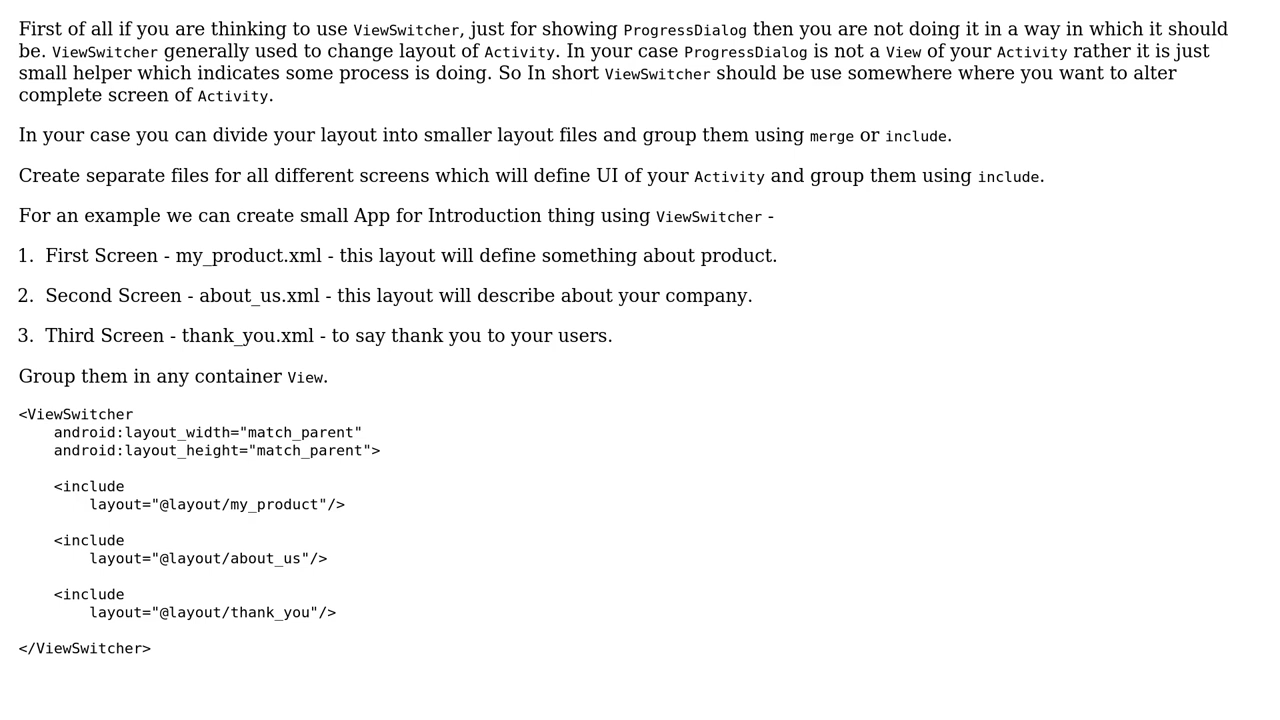 First of all if you are thinking to use ViewSwitcher, just for showing ProgressDialog then you are not doing it in a way in which it should
be. ViewSwitcher generally used to change layout of Activity. In your case ProgressDialog is not a View of your Activity rather it is just
small helper which indicates some process is doing. So In short ViewSwitcher should be use somewhere where you want to alter
complete screen of Activity.
In your case you can divide your layout into smaller layout files and group them using merge or include.
Create separate files for all different screens which will define UI of your Activity and group them using include.
For an example we can create small App for Introduction thing using ViewSwitcher -
1. First Screen - my_product.xml - this layout will define something about product.
2. Second Screen - about_us.xml - this layout will describe about your company.
3. Third Screen - thank_you.xml - to say thank you to your users.
Group them in any container View.
<ViewSwitcher
    android:layout_width="match_parent"
    android:layout_height="match_parent">
    <include
        layout="@layout/my_product"/>
    <include
        layout="@layout/about_us"/>
    <include
        layout="@layout/thank_you"/>
</ViewSwitcher>